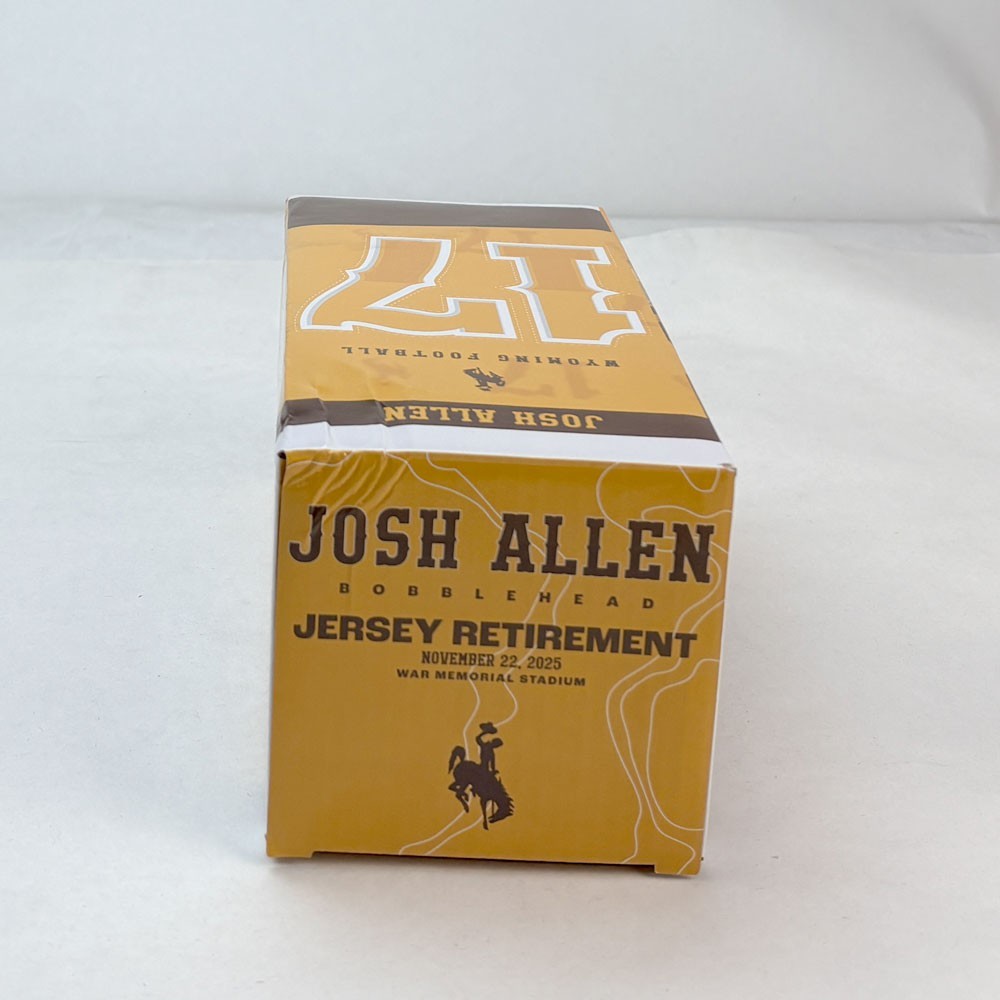 17
WYOMING FOOTBALL
JOSH ALLEN
JOSH ALLEN
BOBBLEHEAD
JERSEY RETIREMENT
NOVEMBER 22, 2025
WAR MEMORIAL STADIUM